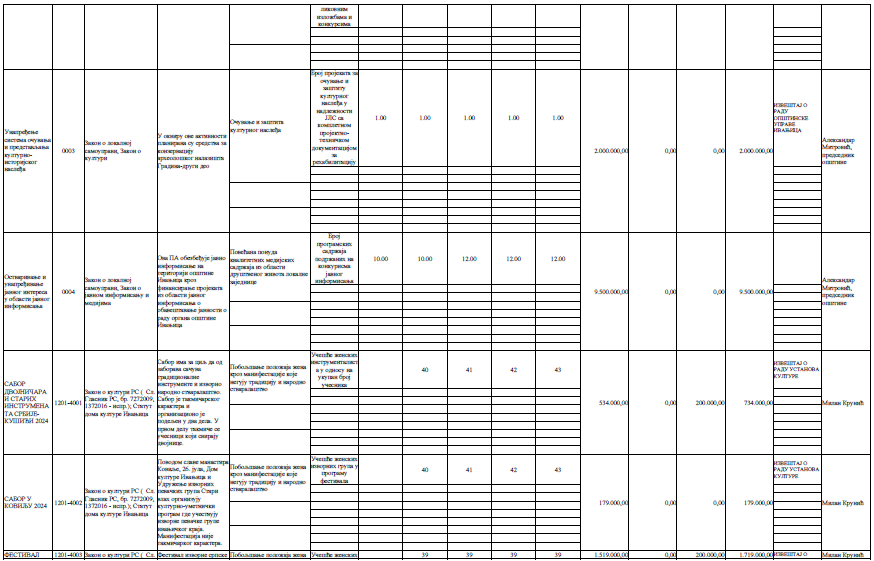 ликовним
изложбама и
конкурсима
Унапређење
система очувања
и представљања
културно-
историјског
наслеђа
0003
Закон о локалној
самоуправи, Закон о
култури
У оквиру ове активности
планирана су средства за
конзервацију
археолошког налазишта
Градина-други део
Очување и заштита
културног наслеђа
Број пројеката за
очување и
заштиту
културног
наслеђа у
надлежности
ЈЛС са
комплетном
пројектно-
техничком
документацијом
за
рехабилитацију
1.00
1.00
1.00
1.00
1.00
2.000.000,00
0,00
0,00
2.000.000,00
ИЗВЕШТАЈ О
РАДУ
ОПШТИНСКЕ
УПРАВЕ
ИВАЊИЦА
Александар
Митровић,
председник
општине
Остваривање и
унапређивање
јавног интереса
у области јавног
информисања
0004
Закон о локалној
самоуправи, Закон о
јавном информисању и
медијима
Ова ПА обезбеђује јавно
информисање на
територији општине
Ивањица кроз
финансирање пројеката
из области јавног
информисања о
обавештавање јавности о
раду органа општине
Ивањица
Повећана понуда
квалитетних медијских
садржаја из области
друштвеног живота локалне
заједнице
Број
програмских
садржаја
подржаних на
конкурсима
јавног
информисања
10.00
10.00
12.00
12.00
12.00
9.500.000,00
0,00
0,00
9.500.000,00
Александар
Митровић,
председник
општине
САБОР
ДВОЈНИЧАРА
И СТАРИХ
ИНСТРУМЕНА
ТА СРБИЈЕ-
КУШИЋИ 2024
1201-4001
Закон о култури РС ( Сл.
Гласник РС, бр. 7272009,
1372016 - испр.); Статут
дома културе Ивањица
Сабор има за циљ да од
заборава сачува
традиционалне
инструменте и изворно
народно стваралаштво.
Сабор је такмичарског
карактера и
организационо је
подељен у два дела. У
првом делу такмиче се
учесници који свирају
двојнице.
Побољшање положаја жена
кроз манифестације које
негују традицију и народно
стваралаштво
Учешће женских
инструменталист
а у односу на
укупан број
учесника
40
41
42
43
534.000,00
0,00
200.000,00
734.000,00
ИЗВЕШТАЈ О
РАДУ УСТАНОВА
КУЛТУРЕ
Милан Крунић
САБОР У
КОВИЉУ 2024
1201-4002
Закон о култури РС ( Сл.
Гласник РС, бр. 7272009,
1372016 - испр.); Статут
дома културе Ивањица
Поводом славе манастира
Ковиље, 26. јула, Дом
културе Ивањица и
Удружење изворних
певачких група Стари
влах организују
културно-уметнички
програм где учествују
изворне певачке групе
ивањичког краја.
Манифестација није
такмичарског карактера.
Побољшање положаја жена
кроз манифестације које
негују традицију и народно
стваралаштво
Учешће женских
изворних група у
програму
фестивала
40
41
42
43
179.000,00
0,00
0,00
179.000,00
ИЗВЕШТАЈ О
РАДУ УСТАНОВА
КУЛТУРЕ
Милан Крунић
ФЕСТИВАЛ
1201-4003
Закон о култури РС ( Сл.
Фестивал изворне српске
Побољшање положаја жена
Учешће женских
39
39
39
39
1.519.000,00
0,00
200.000,00
1.719.000,00
ИЗВЕШТАЈ О
Милан Крунић